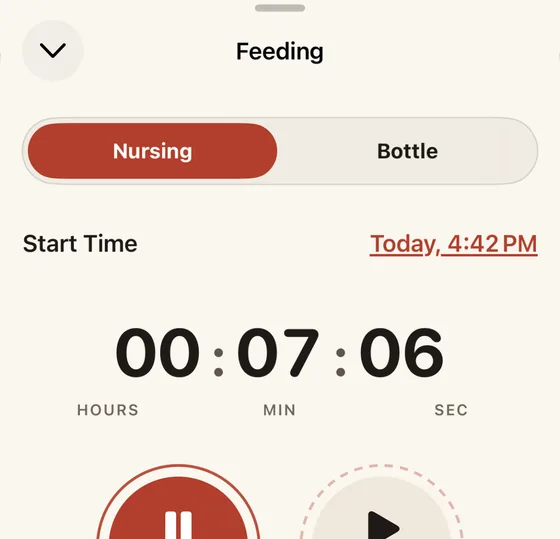 Feeding
Nursing Bottle
Start Time Today, 4:42 PM
00:07:06
HOURS MIN SEC